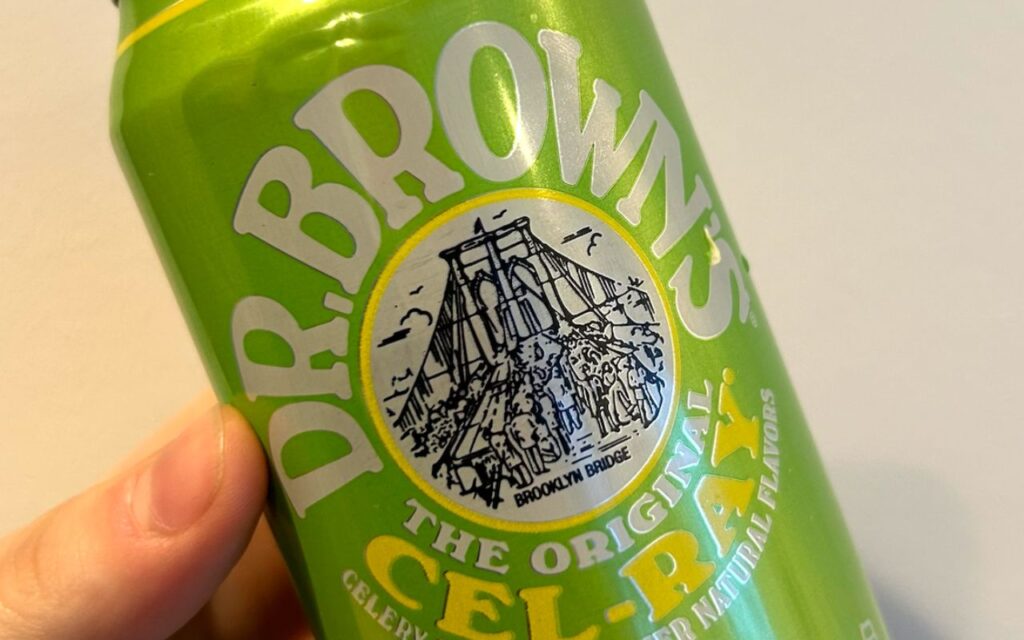 DR. BROWN'S
®
BROOKLYN BRIDGE
THE ORIGINAL
CEL-RAY
CELERY NATURAL FLAVORS